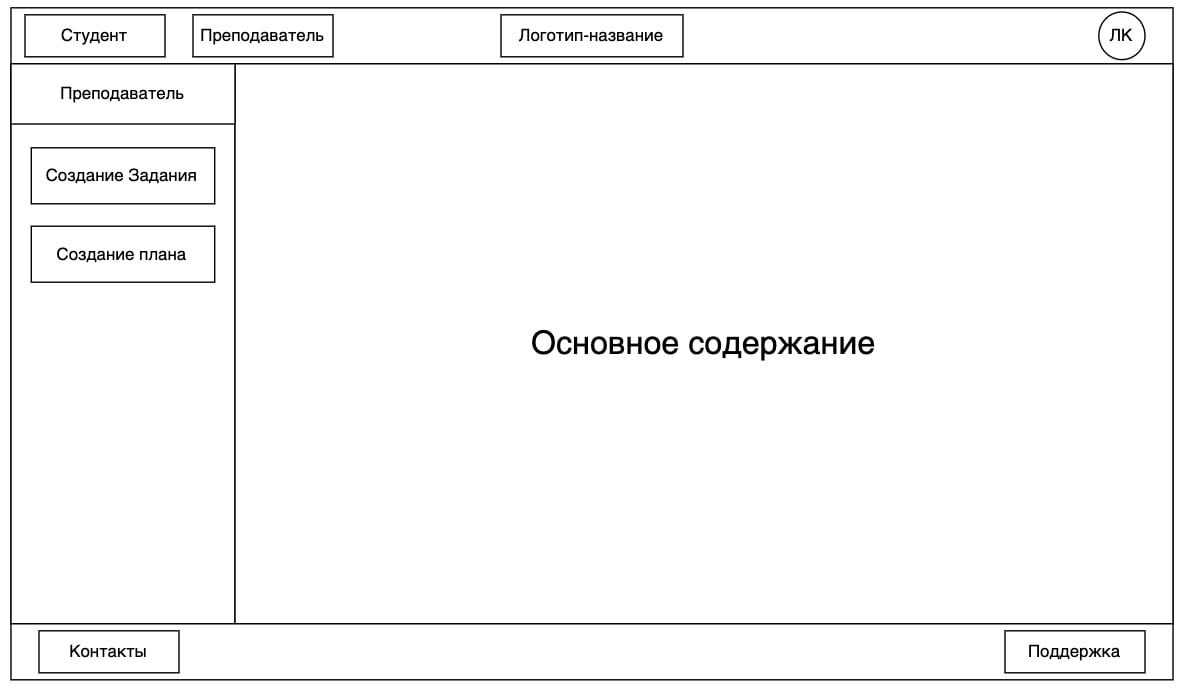 Студент
Преподаватель
Логотип-название
ЛК
Преподаватель
Создание Задания
Создание плана
Основное содержание
Контакты
Поддержка